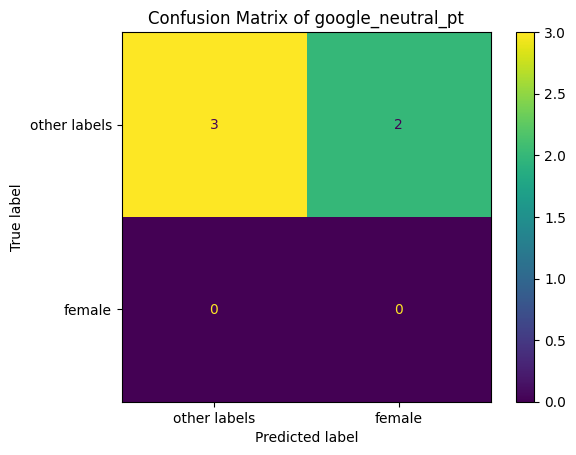 Confusion Matrix of google_neutral_pt
True label
other labels
female
3
2
0
0
other labels
female
Predicted label
3.0
2.5
2.0
1.5
1.0
0.5
0.0